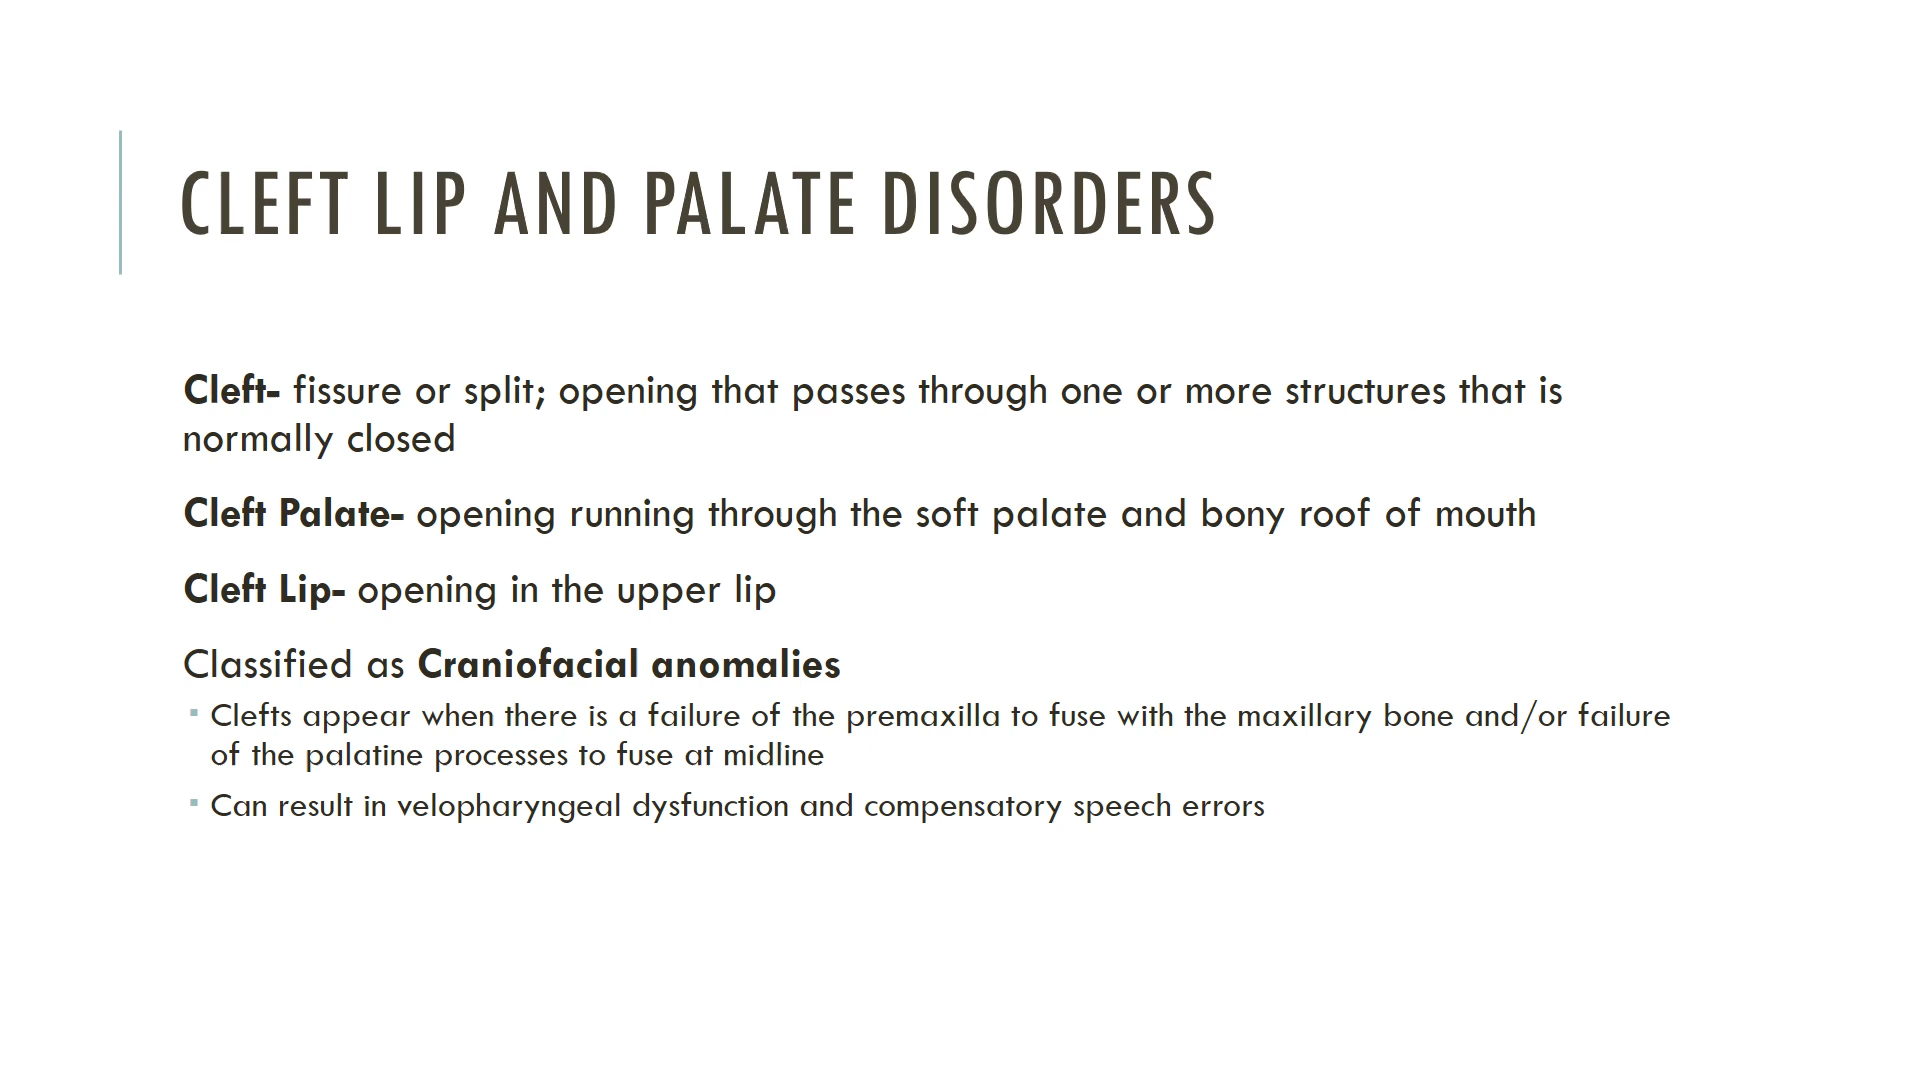 CLEFT LIP AND PALATE DISORDERS
Cleft- fissure or split; opening that passes through one or more structures that is
normally closed
Cleft Palate- opening running through the soft palate and bony roof of mouth
Cleft Lip- opening in the upper lip
Classified as Craniofacial anomalies
▪ Clefts appear when there is a failure of the premaxilla to fuse with the maxillary bone and/or failure
of the palatine processes to fuse at midline
▪ Can result in velopharyngeal dysfunction and compensatory speech errors